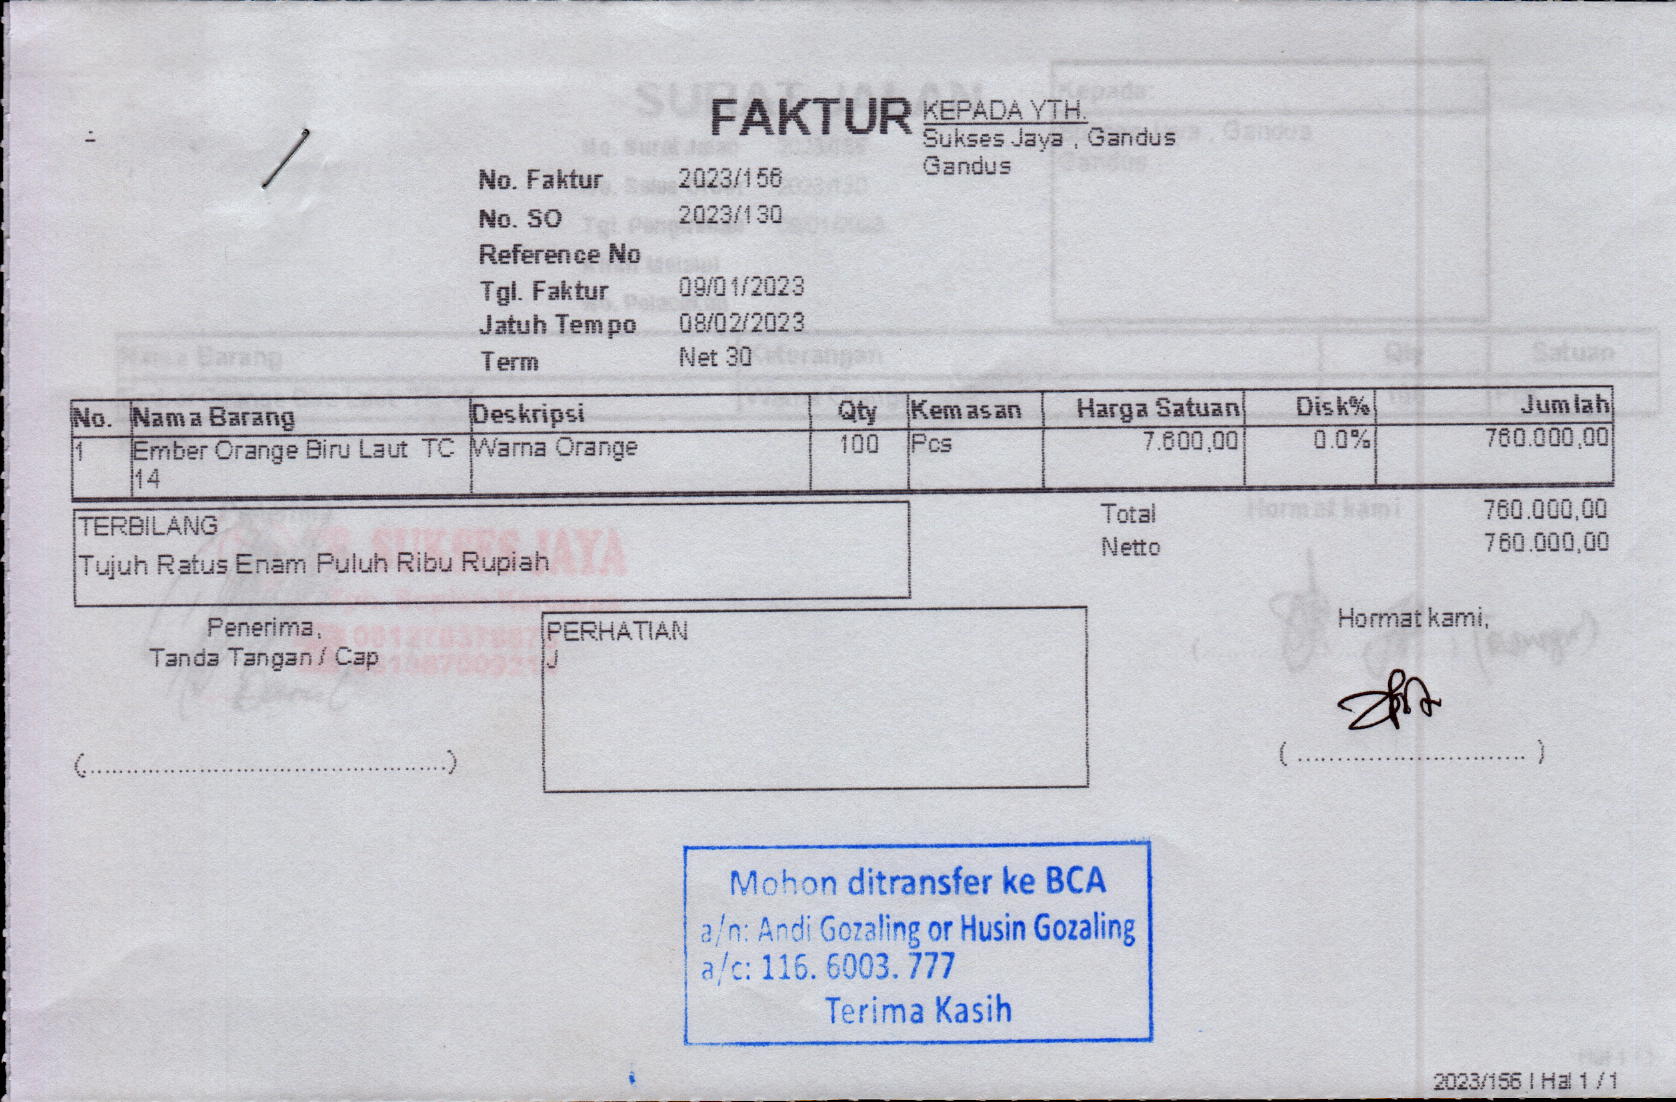 FAKTUR
KEPADA YTH.
Sukses Jaya , Gandus
Gandus
No. Faktur 2023/156
No. SO 2023/130
Reference No
Tgl. Faktur 09/01/2023
Jatuh Tempo 08/02/2023
Term Net 30
No. Nama Barang Deskripsi Qty Kemasan Harga Satuan Disk% Jumlah
1 Ember Orange Biru Laut TC 14 Warna Orange 100 Pcs 7.600,00 0.0% 760.000,00
TERBILANG
Tujuh Ratus Enam Puluh Ribu Rupiah
Total 760.000,00
Netto 760.000,00
Penerima,
Tanda Tangan / Cap
PERHATIAN
J
Hormat kami,
(................................................)
( ............................. )
Mohon ditransfer ke BCA
a/n: Andi Gozaling or Husin Gozaling
a/c: 116. 6003. 777
Terima Kasih
2023/156 | Hal 1 / 1